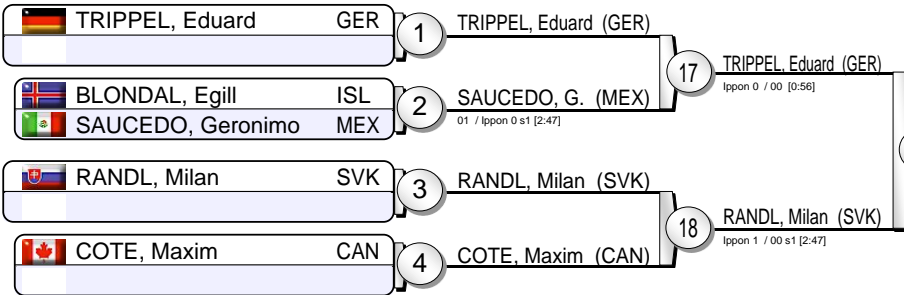 TRIPPEL, Eduard GER
1
TRIPPEL, Eduard (GER)
17
TRIPPEL, Eduard (GER)
Ippon 0 / 00 [0:56]
BLONDAL, Egill ISL
SAUCEDO, Geronimo MEX
2
SAUCEDO, G. (MEX)
01 / Ippon 0 s1 [2:47]
RANDL, Milan SVK
3
RANDL, Milan (SVK)
18
RANDL, Milan (SVK)
Ippon 1 / 00 s1 [2:47]
COTE, Maxim CAN
4
COTE, Maxim (CAN)